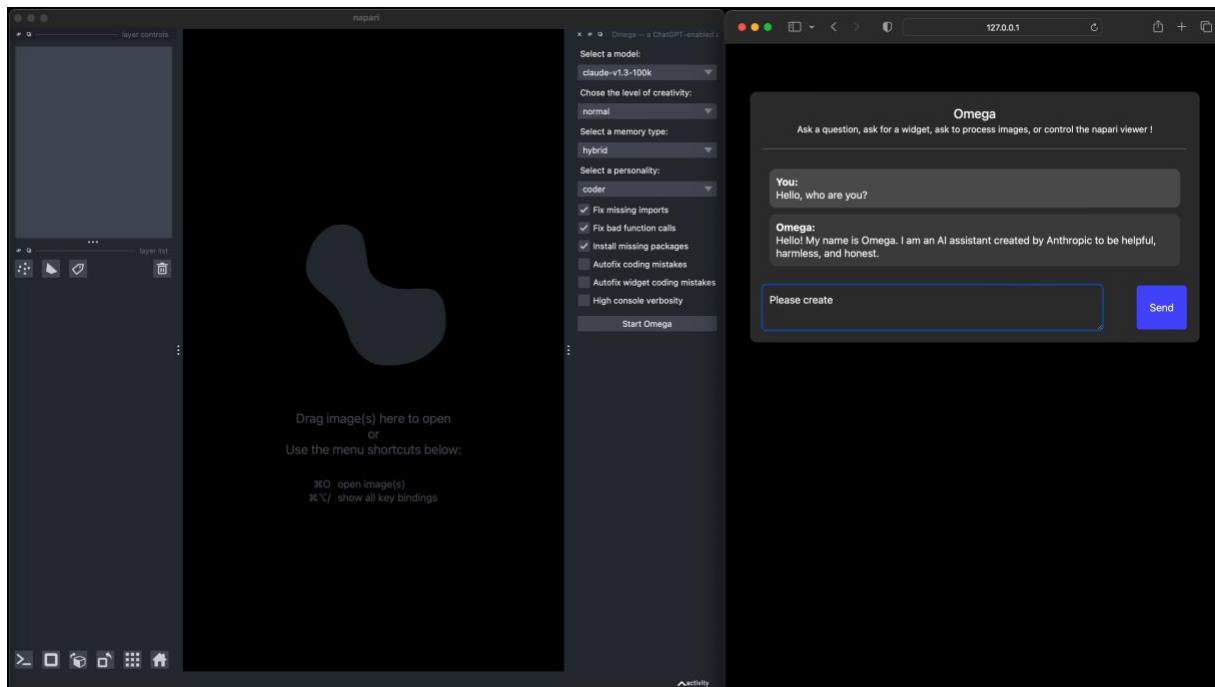 napari
layer controls
layer list
Drag image(s) here to open
or
Use the menu shortcuts below:
⌘O open image(s)
⌘⌥/ show all key bindings
activity
Omega — a ChatGPT-enabled
Select a model:
claude-v1.3-100k
Chose the level of creativity:
normal
Select a memory type:
hybrid
Select a personality:
coder
Fix missing imports
Fix bad function calls
Install missing packages
Autofix coding mistakes
Autofix widget coding mistakes
High console verbosity
Start Omega
127.0.0.1
Omega
Ask a question, ask for a widget, ask to process images, or control the napari viewer !
You:
Hello, who are you?
Omega:
Hello! My name is Omega. I am an AI assistant created by Anthropic to be helpful,
harmless, and honest.
Please create
Send